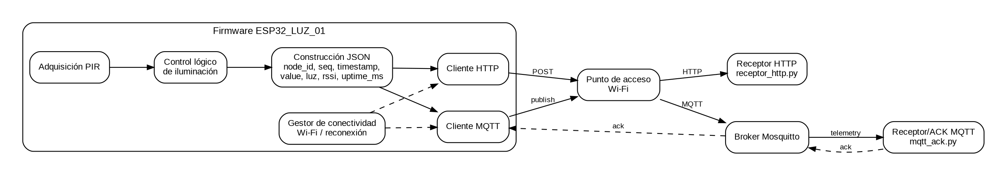 Firmware ESP32_LUZ_01
Adquisición PIR
Control lógico
de iluminación
Construcción JSON
node_id, seq, timestamp,
value, luz, rssi, uptime_ms
Cliente HTTP
Gestor de conectividad
Wi-Fi / reconexión
Cliente MQTT
POST
publish
ack
Punto de acceso
Wi-Fi
HTTP
MQTT
Receptor HTTP
receptor_http.py
Broker Mosquitto
telemetry
ack
Receptor/ACK MQTT
mqtt_ack.py